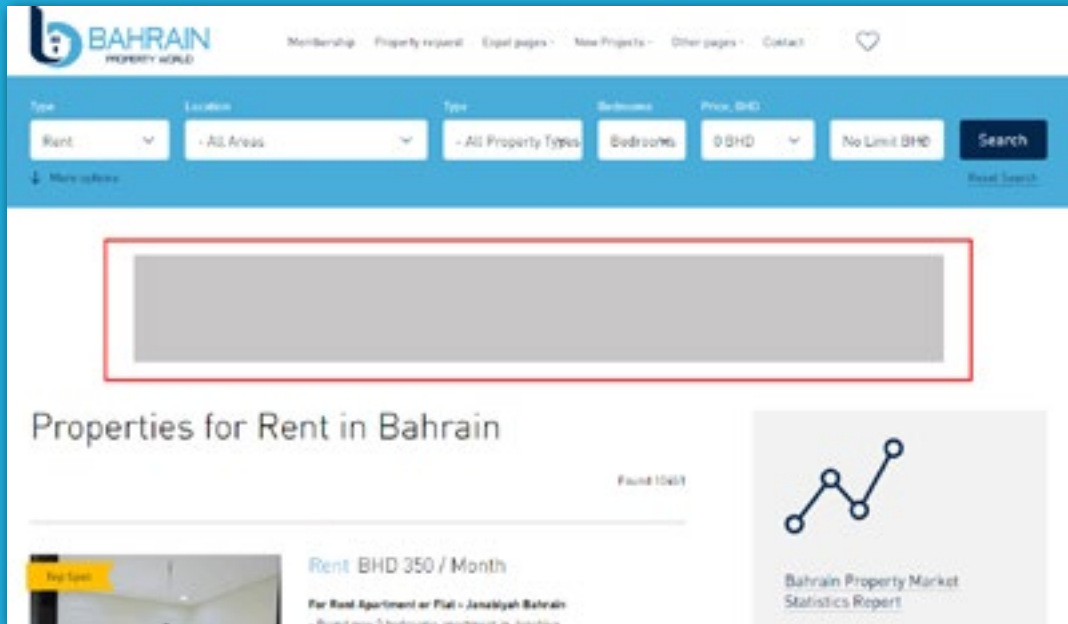 BAHRAIN
PROPERTY WORLD
Membership Property request Expat pages New Projects Other pages Contact
Type Location Type Bedrooms Price, BHD
Rent - All Areas - All Property Types Bedrooms 0 BHD No Limit BHD Search
More options Reset Search
Properties for Rent in Bahrain
Found
Top Spot
Rent BHD 350 / Month
For Rent Apartment or Flat - Janabiyah Bahrain
bedrooms apartment in
Bahrain Property Market
Statistics Report